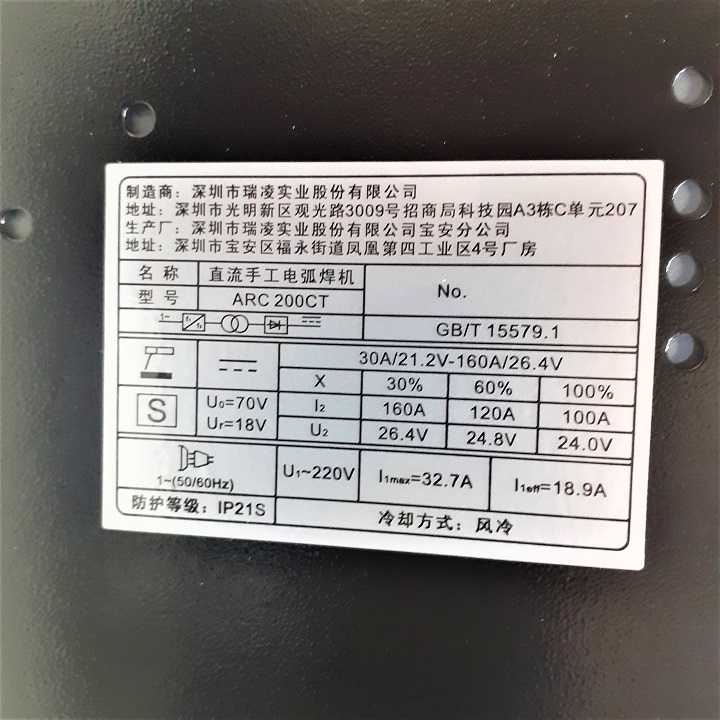 制造商：深圳市瑞凌实业股份有限公司
地址：深圳市光明新区观光路3009号招商局科技园A3栋C单元207
生产厂：深圳市瑞凌实业股份有限公司宝安分公司
地址：深圳市宝安区福永街道凤凰第四工业区4号厂房
名称 直流手工电弧焊机
型号 ARC 200CT
No.
1~ f₁ f₂
GB/T 15579.1
30A/21.2V-160A/26.4V
X 30% 60% 100%
S U₀=70V Ur=18V
I₂ 160A 120A 100A
U₂ 26.4V 24.8V 24.0V
1~(50/60Hz) U₁~220V I₁max=32.7A I₁eff=18.9A
防护等级：IP21S 冷却方式：风冷